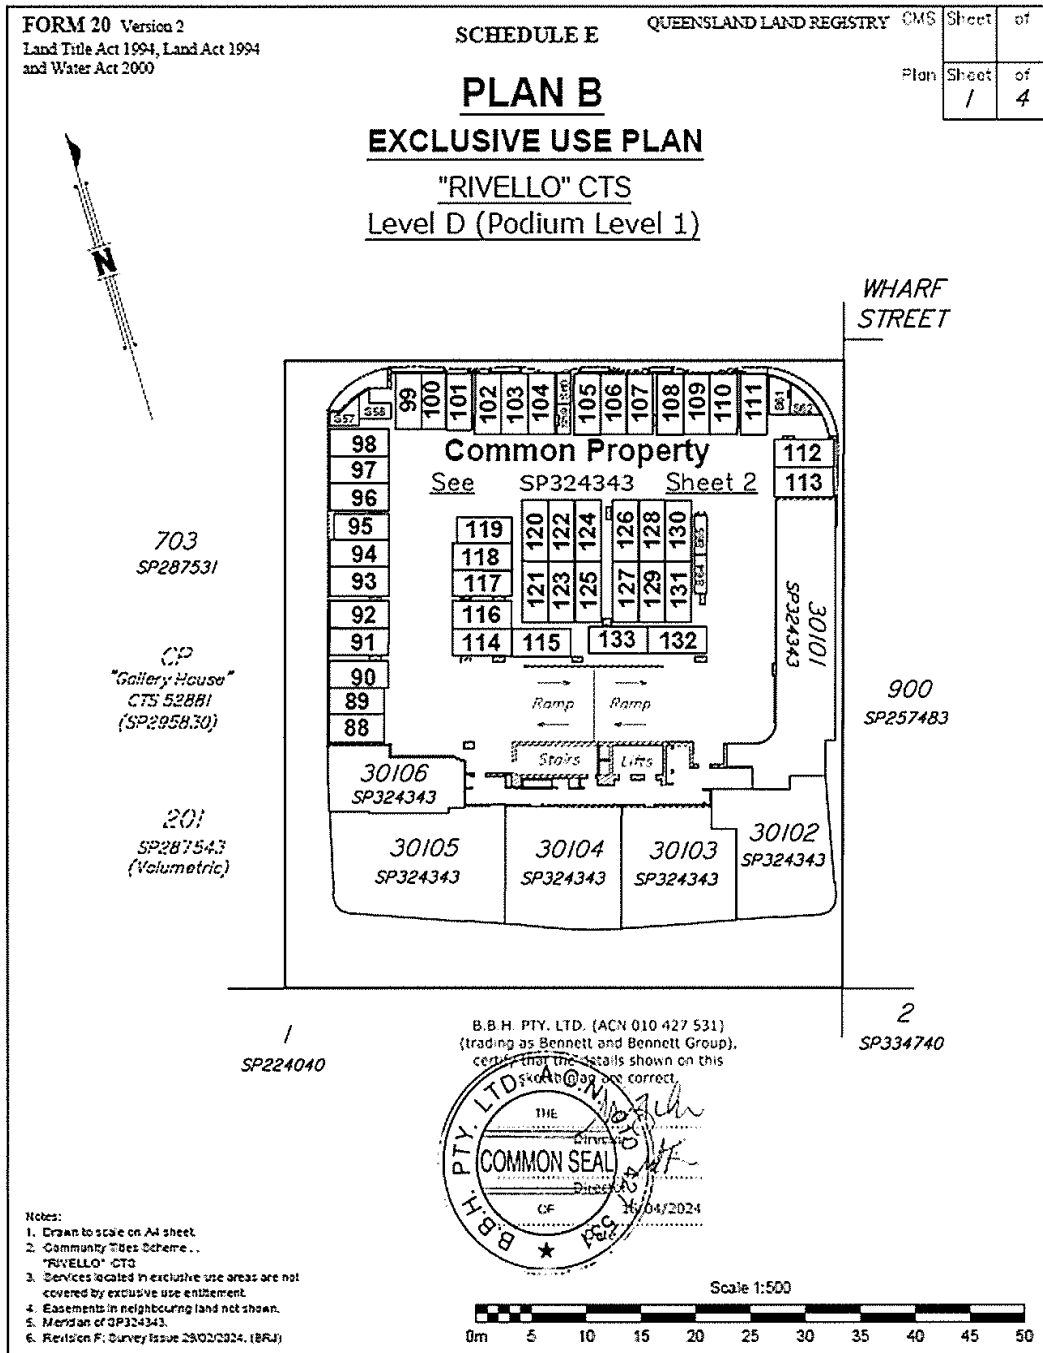 FORM 20 Version 2
Land Title Act 1994, Land Act 1994
and Water Act 2000
SCHEDULE E
QUEENSLAND LAND REGISTRY
CMS Sheet of
Plan Sheet of
1 4
PLAN B
EXCLUSIVE USE PLAN
"RIVELLO" CTS
Level D (Podium Level 1)
N
WHARF
STREET
S57
S58
99
100
101
102
103
104
105
106
107
108
109
110
111
S61
S62
98
97
96
95
94
93
92
91
90
89
88
Common Property
See SP324343 Sheet 2
112
113
119
118
117
116
114
115
120
122
124
121
123
125
126
128
130
127
129
131
133
132
S64
30101
SP324343
Ramp
Ramp
Stairs
Lifts
703
SP287531
CP
"Gallery House"
CTS 52881
(SP295830)
201
SP287543
(Volumetric)
900
SP257483
30106
SP324343
30105
SP324343
30104
SP324343
30103
SP324343
30102
SP324343
1
SP224040
2
SP334740
B.B.H. PTY. LTD. (ACN 010 427 531)
(trading as Bennett and Bennett Group),
certify that the details shown on this
sketch plan are correct.
B.B.H. PTY. LTD. A.C.N. 010 427 531
THE
COMMON SEAL
OF
Director
Director
16/04/2024
Notes:
1. Drawn to scale on A4 sheet.
2. Community Titles Scheme . .
"RIVELLO" CTS
3. Services located in exclusive use areas are not
covered by exclusive use entitlement.
4. Easements in neighbouring land not shown.
5. Meridian of SP324343.
6. Revision F: Survey Issue 29/02/2024. (BRJ)
Scale 1:500
0m 5 10 15 20 25 30 35 40 45 50